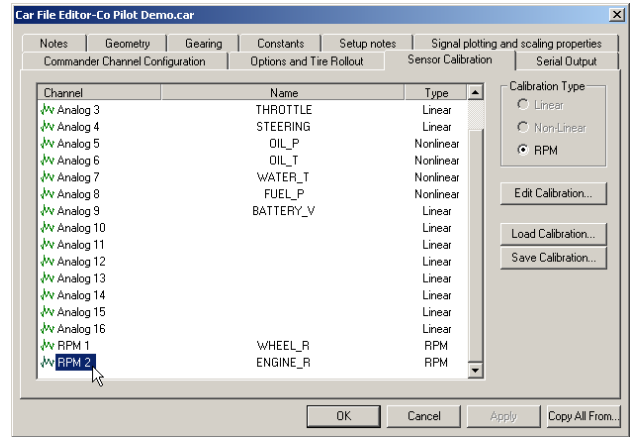 Car File Editor-Co Pilot Demo.car
Notes Geometry Gearing Constants Setup notes Signal plotting and scaling properties
Commander Channel Configuration Options and Tire Rollout Sensor Calibration Serial Output
Channel Name Type
Analog 3 THROTTLE Linear
Analog 4 STEERING Linear
Analog 5 OIL_P Nonlinear
Analog 6 OIL_T Nonlinear
Analog 7 WATER_T Nonlinear
Analog 8 FUEL_P Nonlinear
Analog 9 BATTERY_V Linear
Analog 10 Linear
Analog 11 Linear
Analog 12 Linear
Analog 13 Linear
Analog 14 Linear
Analog 15 Linear
Analog 16 Linear
RPM 1 WHEEL_R RPM
RPM 2 ENGINE_R RPM
Calibration Type
Linear
Non-Linear
RPM
Edit Calibration...
Load Calibration...
Save Calibration...
OK Cancel Apply Copy All From...